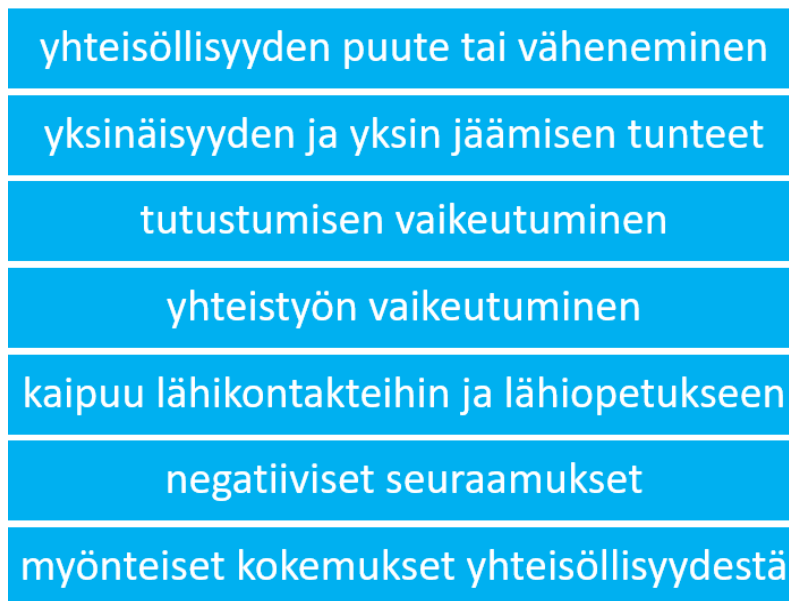 yhteisöllisyyden puute tai väheneminen
yksinäisyyden ja yksin jäämisen tunteet
tutustumisen vaikeutuminen
yhteistyön vaikeutuminen
kaipuu lähikontakteihin ja lähiopetukseen
negatiiviset seuraamukset
myönteiset kokemukset yhteisöllisyydestä